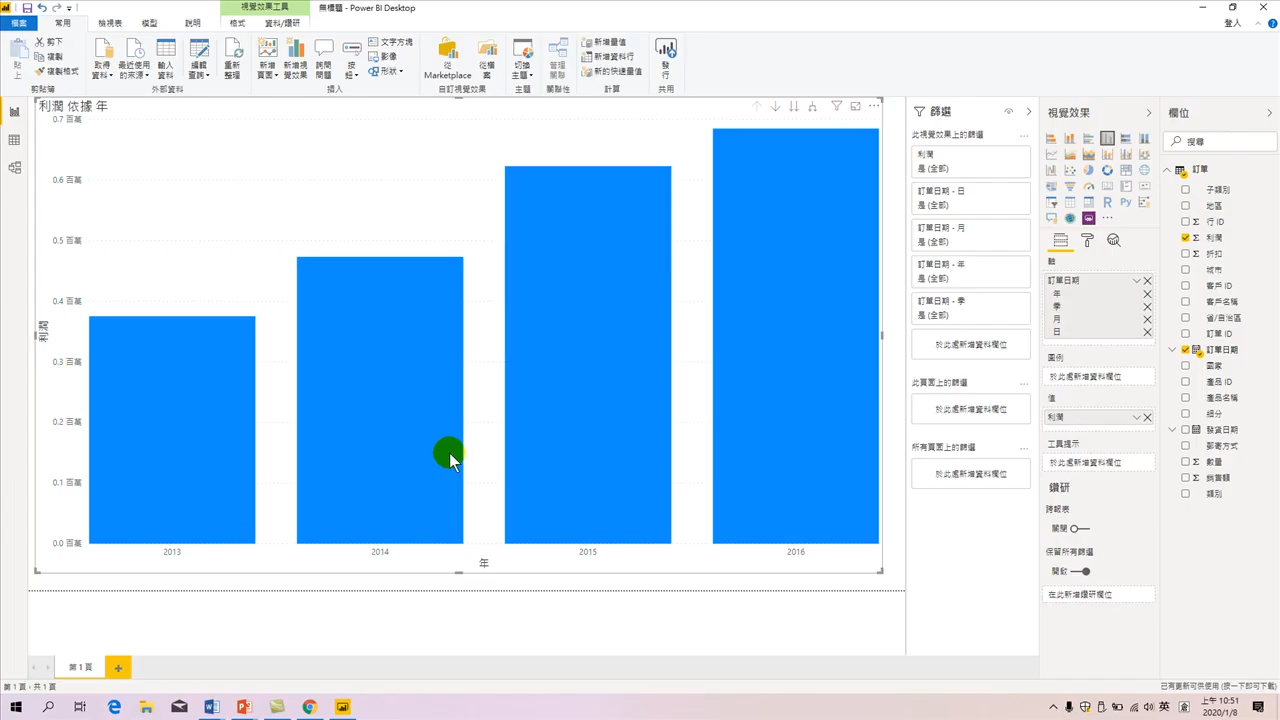 視覺效果工具
無標題 - Power BI Desktop
檔案
常用
檢視表
模型
說明
格式
資料/鑽研
登入
貼上
剪下
複製
複製格式
剪貼簿
取得資料
最近使用的來源
輸入資料
外部資料
編輯查詢
重新整理
新增頁面
新增視覺效果
詢問問題
按鈕
文字方塊
影像
形狀
插入
從 Marketplace
從檔案
自訂視覺效果
切換主題
主題
管理關聯
關聯性
新增量值
新增資料行
新的快速量值
計算
發行
共用
利潤 依據 年
0.7 百萬
0.6 百萬
0.5 百萬
0.4 百萬
0.3 百萬
0.2 百萬
0.1 百萬
0.0 百萬
利潤
2013
2014
2015
2016
年
篩選
此視覺效果上的篩選
利潤
是 (全部)
訂單日期 - 日
是 (全部)
訂單日期 - 月
是 (全部)
訂單日期 - 年
是 (全部)
訂單日期 - 季
是 (全部)
於此處新增資料欄位
此頁面上的篩選
於此處新增資料欄位
所有頁面上的篩選
於此處新增資料欄位
視覺效果
R
Py
軸
訂單日期
年
季
月
日
圖例
於此處新增資料欄位
值
利潤
工具提示
於此處新增資料欄位
鑽研
跨報表
關閉
保留所有篩選
開啟
在此新增鑽研欄位
欄位
搜尋
訂單
子類別
地區
行 ID
利潤
折扣
城市
客戶 ID
客戶名稱
省/自治區
訂單 ID
訂單日期
國家
產品 ID
產品名稱
細分
發貨日期
郵寄方式
數量
銷售額
類別
第 1 頁
第 1 頁，共 1 頁
已有更新可供使用 (按一下即可下載)
英
上午 10:51
2020/1/8